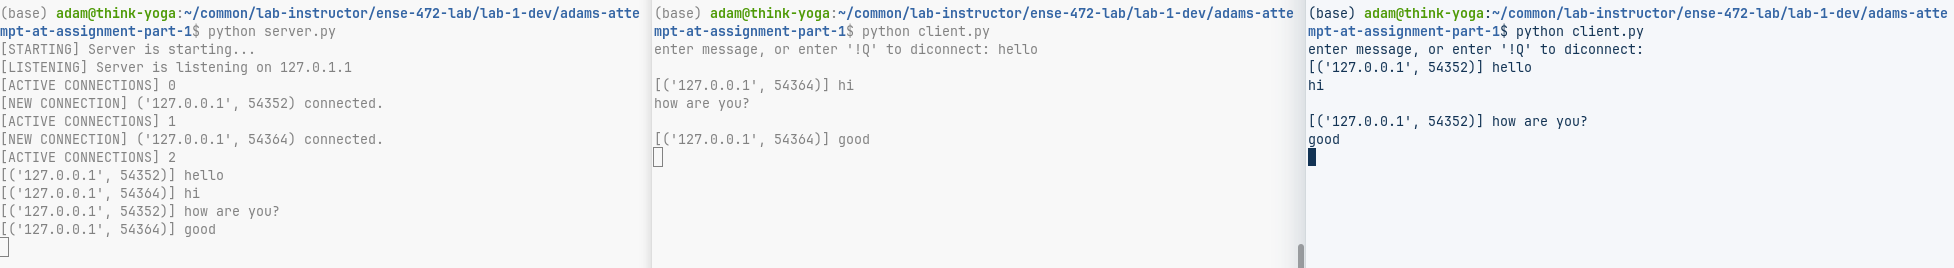 (base) adam@think-yoga:~/common/lab-instructor/ense-472-lab/lab-1-dev/adams-atte
mpt-at-assignment-part-1$ python server.py
[STARTING] Server is starting...
[LISTENING] Server is listening on 127.0.1.1
[ACTIVE CONNECTIONS] 0
[NEW CONNECTION] ('127.0.0.1', 54352) connected.
[ACTIVE CONNECTIONS] 1
[NEW CONNECTION] ('127.0.0.1', 54364) connected.
[ACTIVE CONNECTIONS] 2
[('127.0.0.1', 54352)] hello
[('127.0.0.1', 54364)] hi
[('127.0.0.1', 54352)] how are you?
[('127.0.0.1', 54364)] good
(base) adam@think-yoga:~/common/lab-instructor/ense-472-lab/lab-1-dev/adams-atte
mpt-at-assignment-part-1$ python client.py
enter message, or enter '!Q' to diconnect: hello
[('127.0.0.1', 54364)] hi
how are you?
[('127.0.0.1', 54364)] good
(base) adam@think-yoga:~/common/lab-instructor/ense-472-lab/lab-1-dev/adams-atte
mpt-at-assignment-part-1$ python client.py
enter message, or enter '!Q' to diconnect:
[('127.0.0.1', 54352)] hello
hi
[('127.0.0.1', 54352)] how are you?
good